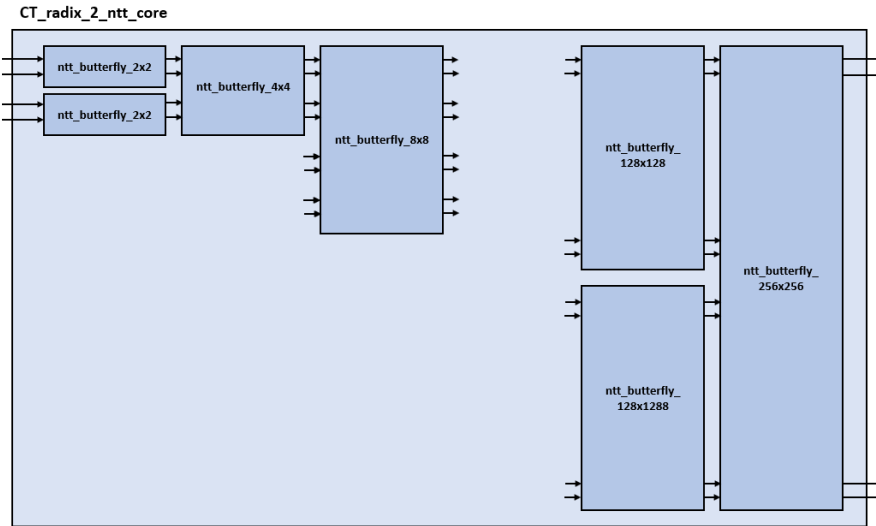 CT_radix_2_ntt_core
ntt_butterfly_2x2
ntt_butterfly_2x2
ntt_butterfly_4x4
ntt_butterfly_8x8
ntt_butterfly_
128x128
ntt_butterfly_
128x1288
ntt_butterfly_
256x256